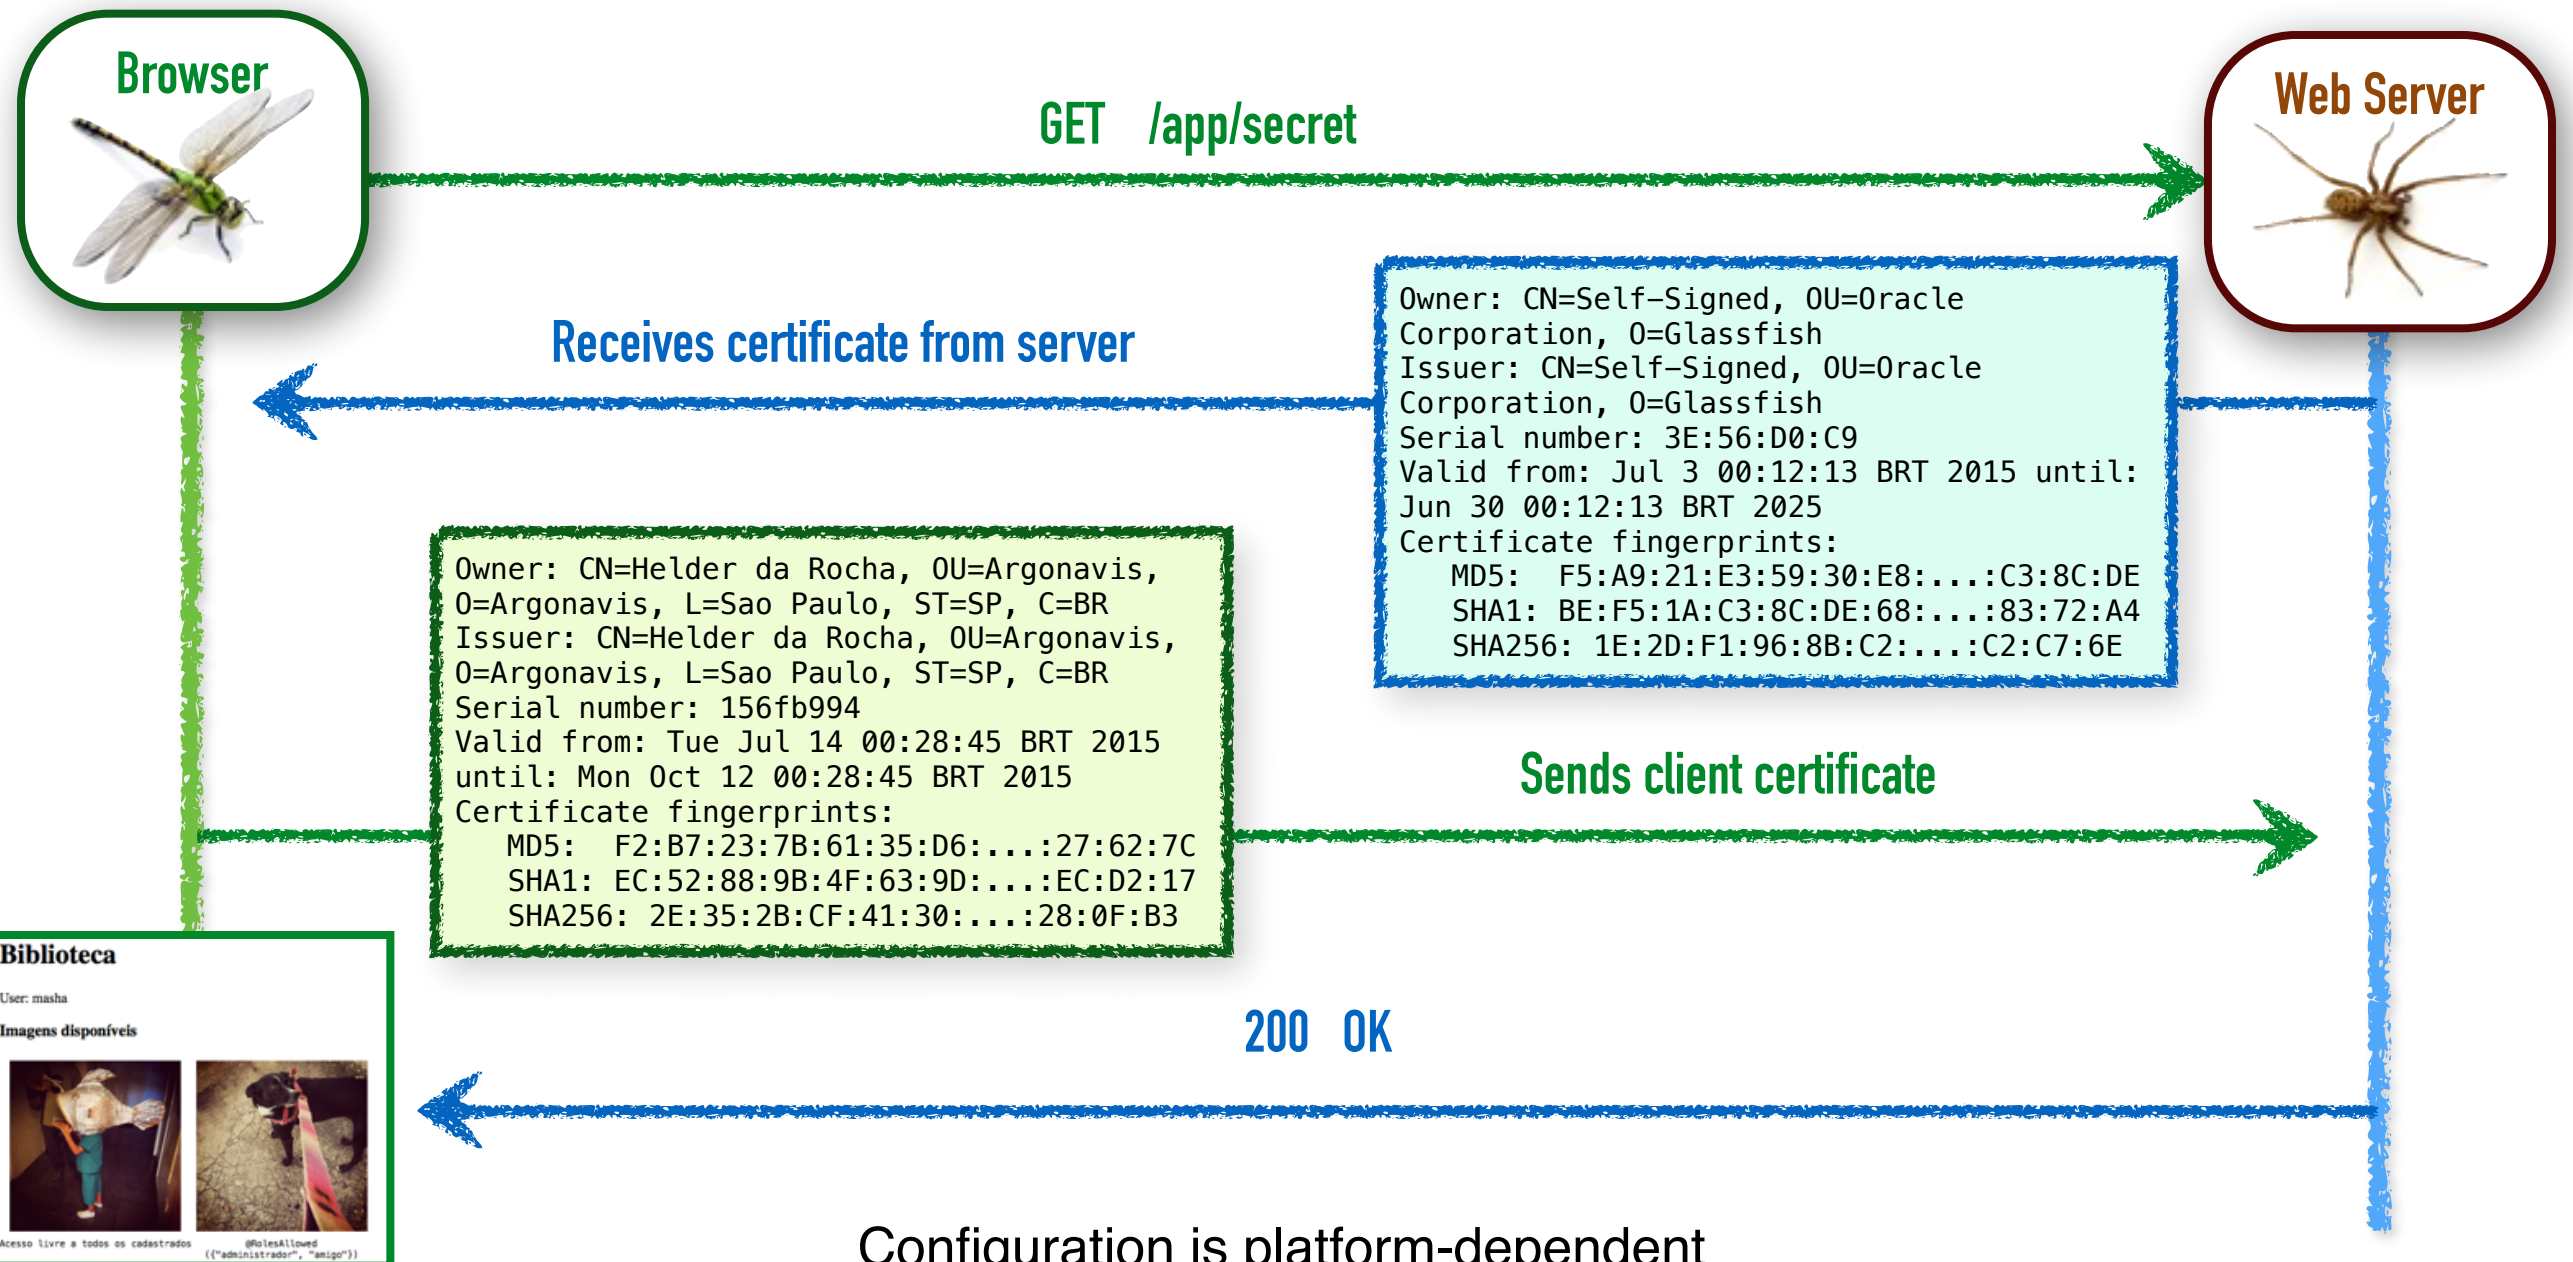 Browser
Web Server
GET /app/secret
Receives certificate from server
Owner: CN=Self-Signed, OU=Oracle
Corporation, O=Glassfish
Issuer: CN=Self-Signed, OU=Oracle
Corporation, O=Glassfish
Serial number: 3E:56:D0:C9
Valid from: Jul 3 00:12:13 BRT 2015 until:
Jun 30 00:12:13 BRT 2025
Certificate fingerprints:
MD5: F5:A9:21:E3:59:30:E8:...:C3:8C:DE
SHA1: BE:F5:1A:C3:8C:DE:68:...:83:72:A4
SHA256: 1E:2D:F1:96:8B:C2:...:C2:C7:6E
Owner: CN=Helder da Rocha, OU=Argonavis,
O=Argonavis, L=Sao Paulo, ST=SP, C=BR
Issuer: CN=Helder da Rocha, OU=Argonavis,
O=Argonavis, L=Sao Paulo, ST=SP, C=BR
Serial number: 156fb994
Valid from: Tue Jul 14 00:28:45 BRT 2015
until: Mon Oct 12 00:28:45 BRT 2015
Certificate fingerprints:
MD5: F2:B7:23:7B:61:35:D6:...:27:62:7C
SHA1: EC:52:88:9B:4F:63:9D:...:EC:D2:17
SHA256: 2E:35:2B:CF:41:30:...:28:0F:B3
Sends client certificate
200 OK
Biblioteca
User: masha
Imagens disponíveis
Acesso livre a todos os cadastrados
@RolesAllowed
({"administrador", "amigo"})
Configuration is platform-dependent